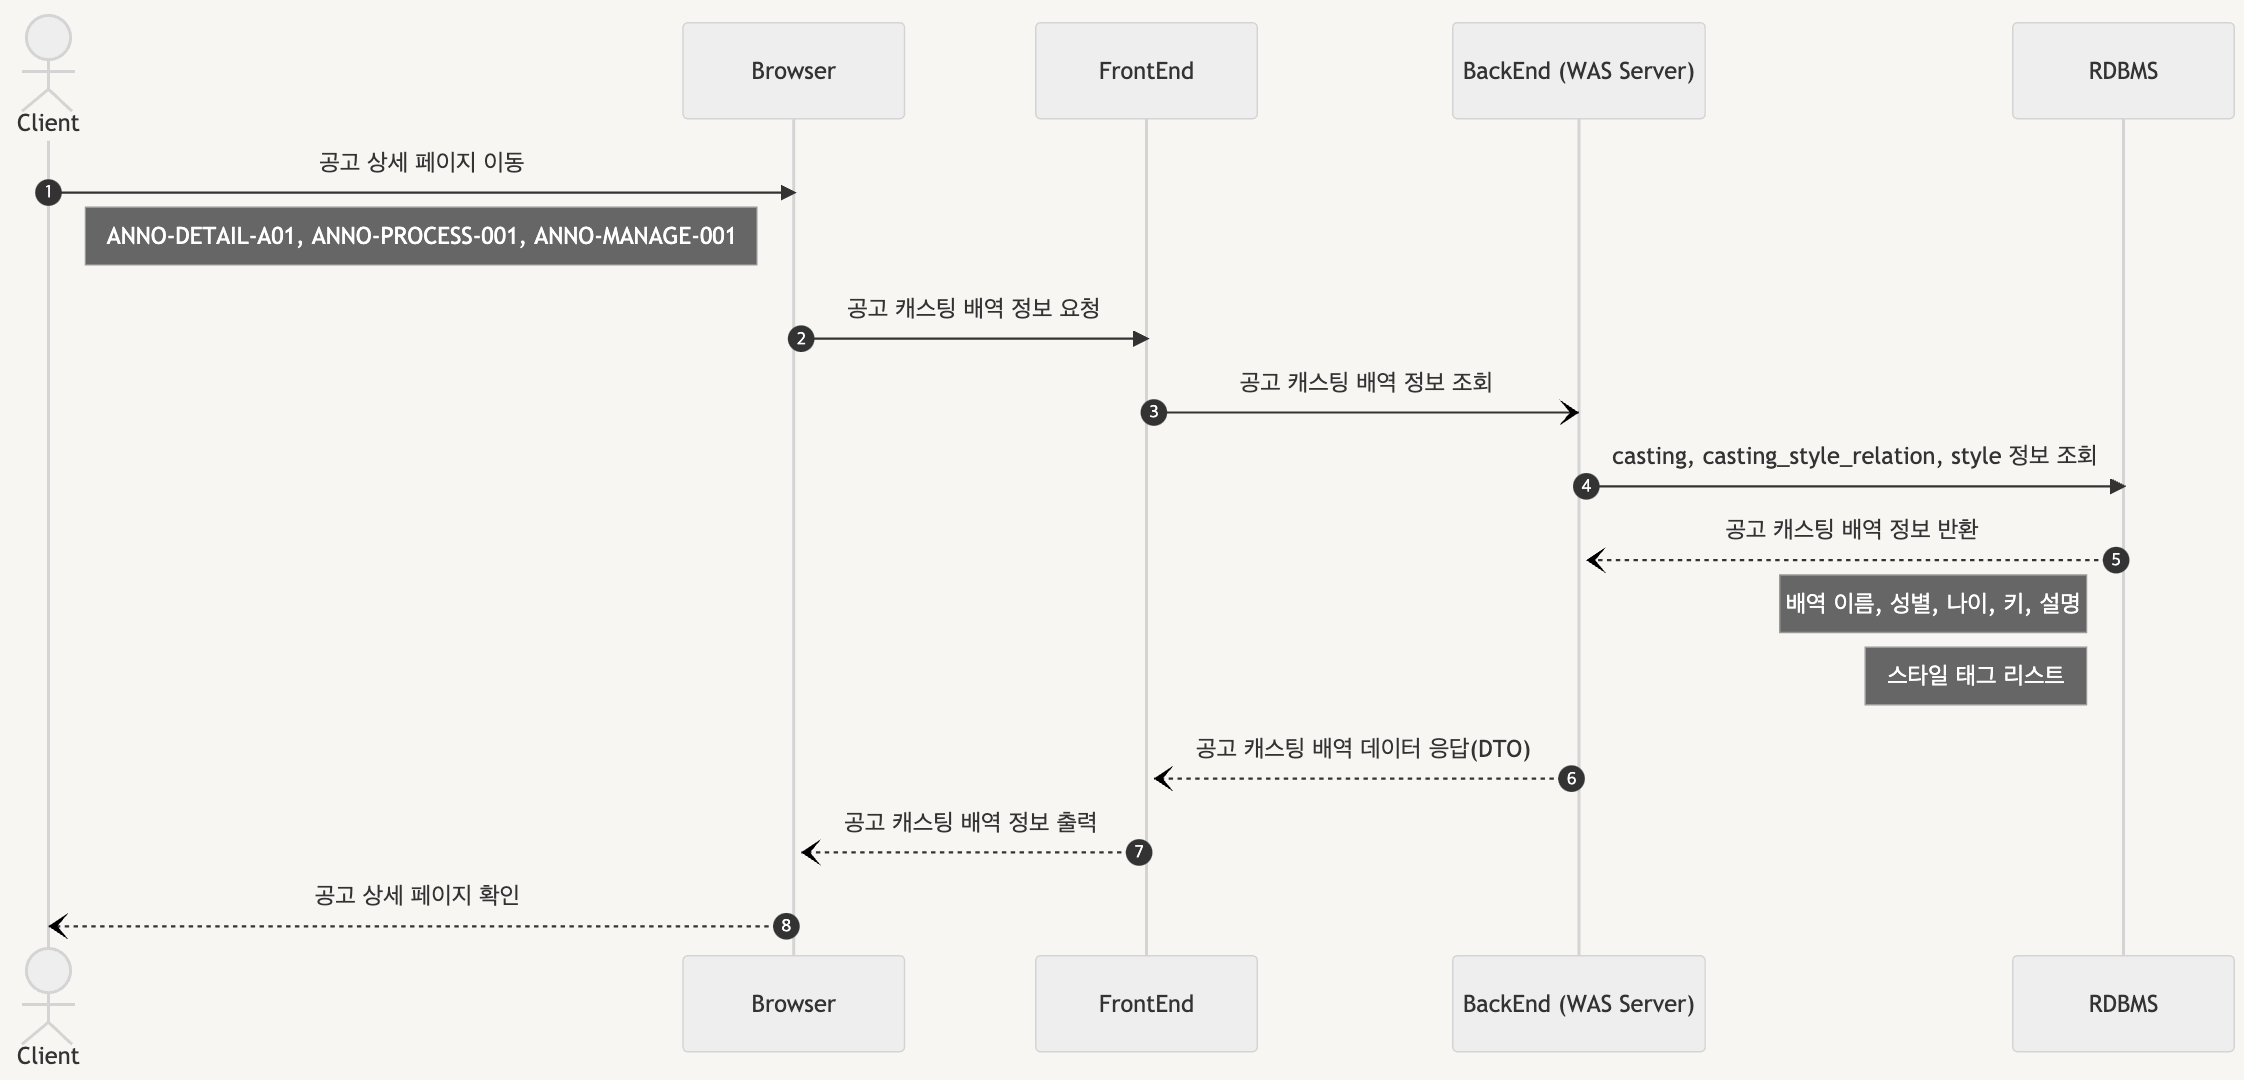 Client
Browser
FrontEnd
BackEnd (WAS Server)
RDBMS
공고 상세 페이지 이동
1
ANNO-DETAIL-A01, ANNO-PROCESS-001, ANNO-MANAGE-001
공고 캐스팅 배역 정보 요청
2
공고 캐스팅 배역 정보 조회
3
casting, casting_style_relation, style 정보 조회
4
공고 캐스팅 배역 정보 반환
5
배역 이름, 성별, 나이, 키, 설명
스타일 태그 리스트
공고 캐스팅 배역 데이터 응답(DTO)
6
공고 캐스팅 배역 정보 출력
7
공고 상세 페이지 확인
8
Client
Browser
FrontEnd
BackEnd (WAS Server)
RDBMS